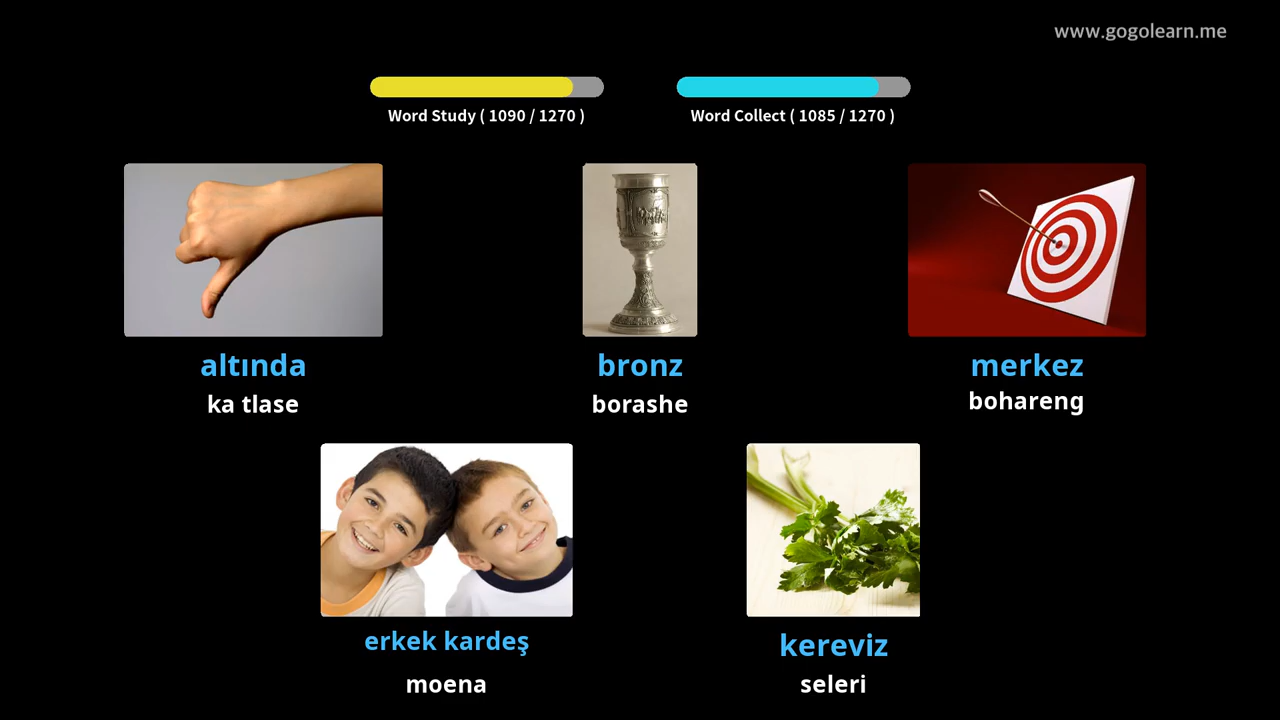 www.gogolearn.me
Word Study ( 1090 / 1270 )
Word Collect ( 1085 / 1270 )
altında
ka tlase
bronz
borashe
merkez
bohareng
erkek kardeş
moena
kereviz
seleri